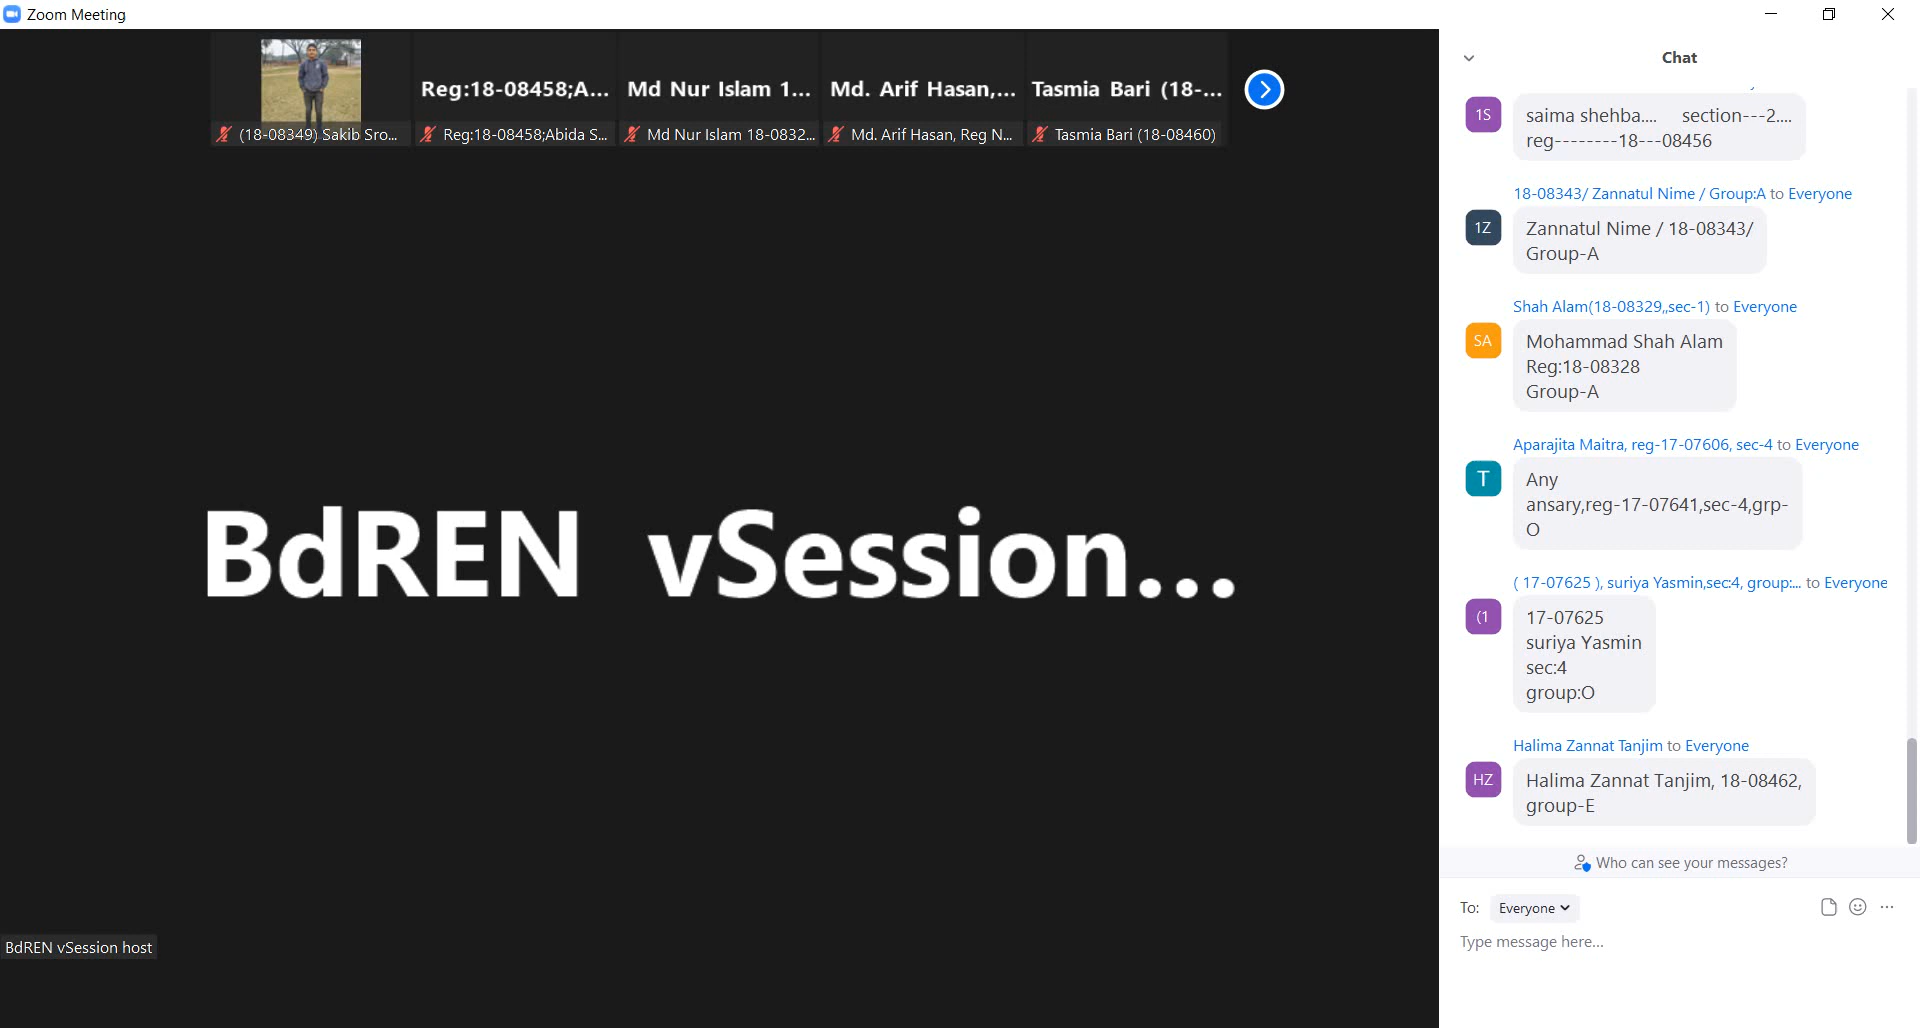 Zoom Meeting
Reg:18-08458;A...
Md Nur Islam 1...
Md. Arif Hasan,...
Tasmia Bari (18-...
(18-08349) Sakib Sro...
Reg:18-08458;Abida S...
Md Nur Islam 18-0832...
Md. Arif Hasan, Reg N...
Tasmia Bari (18-08460)
BdREN vSession...
BdREN vSession host
Chat
1S
saima shehba.... section---2....
reg--------18---08456
18-08343/ Zannatul Nime / Group:A to Everyone
1Z
Zannatul Nime / 18-08343/
Group-A
Shah Alam(18-08329,,sec-1) to Everyone
SA
Mohammad Shah Alam
Reg:18-08328
Group-A
Aparajita Maitra, reg-17-07606, sec-4 to Everyone
T
Any
ansary,reg-17-07641,sec-4,grp-
O
( 17-07625 ), suriya Yasmin,sec:4, group:... to Everyone
(1
17-07625
suriya Yasmin
sec:4
group:O
Halima Zannat Tanjim to Everyone
HZ
Halima Zannat Tanjim, 18-08462,
group-E
Who can see your messages?
To: Everyone
Type message here...